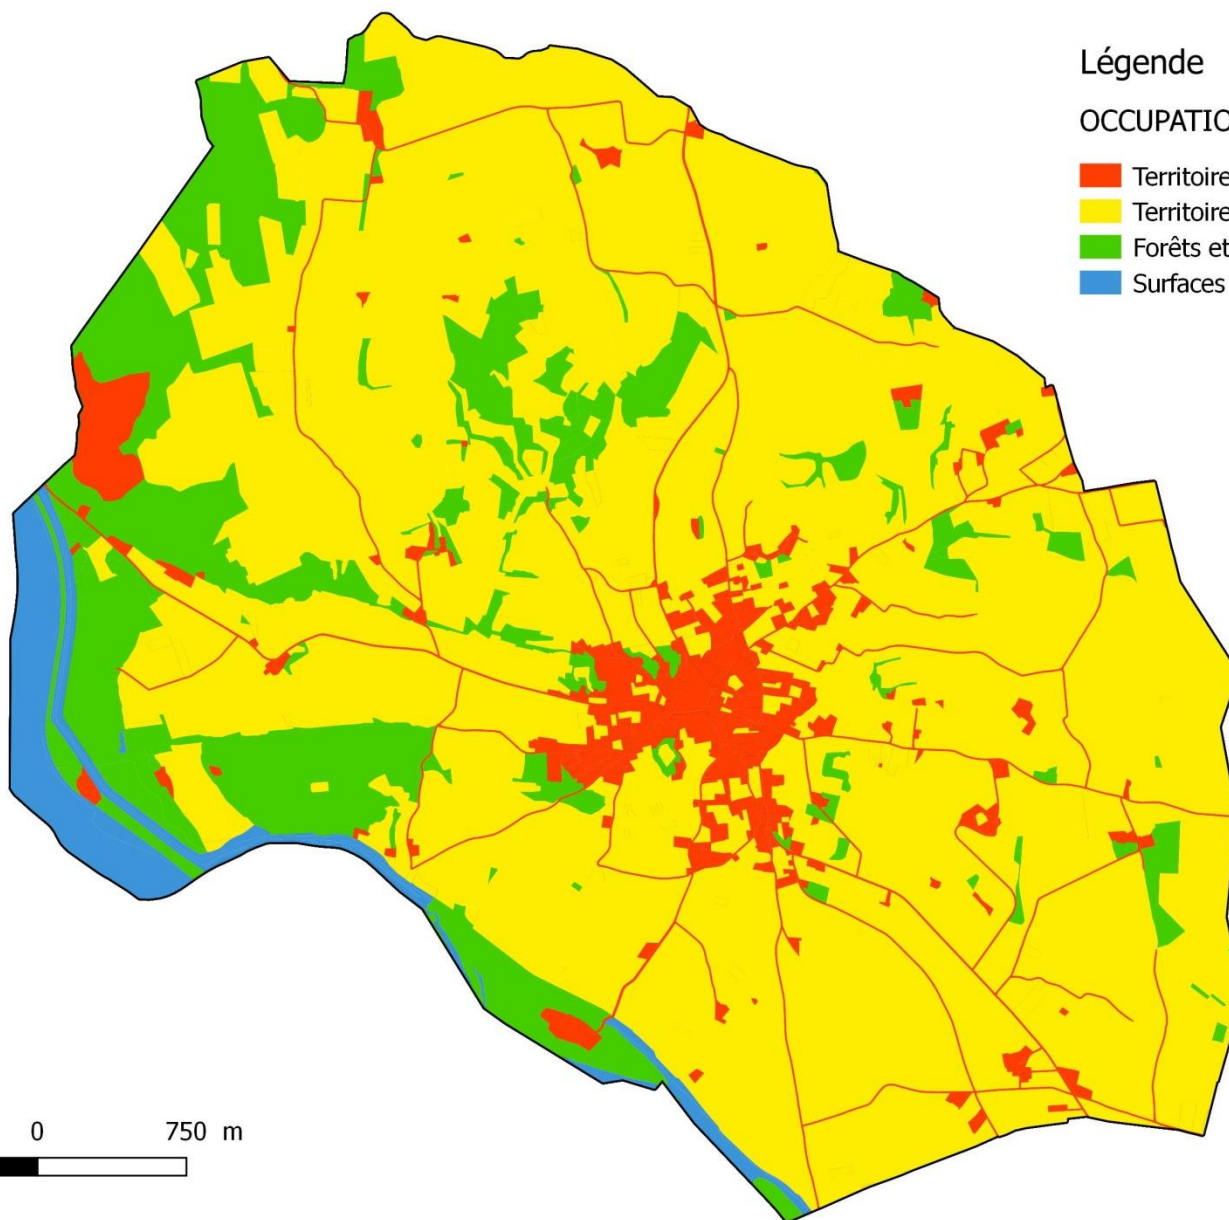 Légende
OCCUPATIO
Territoire
Territoire
Forêts et
Surfaces
0 750 m